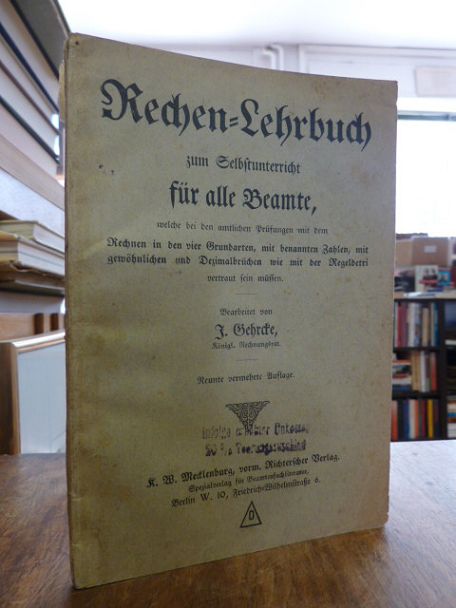 Rechen-Lehrbuch
zum Selbstunterricht
für alle Beamte,
welche bei den amtlichen Prüfungen mit dem
Rechnen in den vier Grundarten, mit benannten Zahlen, mit
gewöhnlichen und Dezimalbrüchen wie mit der Regeldetri
vertraut sein müssen.
Bearbeitet von
J. Gehrcke,
Königl. Rechnungsrat.
Neunte vermehrte Auflage.
50 %
K. W. Mecklenburg, vorm. Richterscher Verlag.
Spezialverlag für Beamtenfachliteratur,
Berlin W. 10, Friedrich-Wilhelmstraße 6.